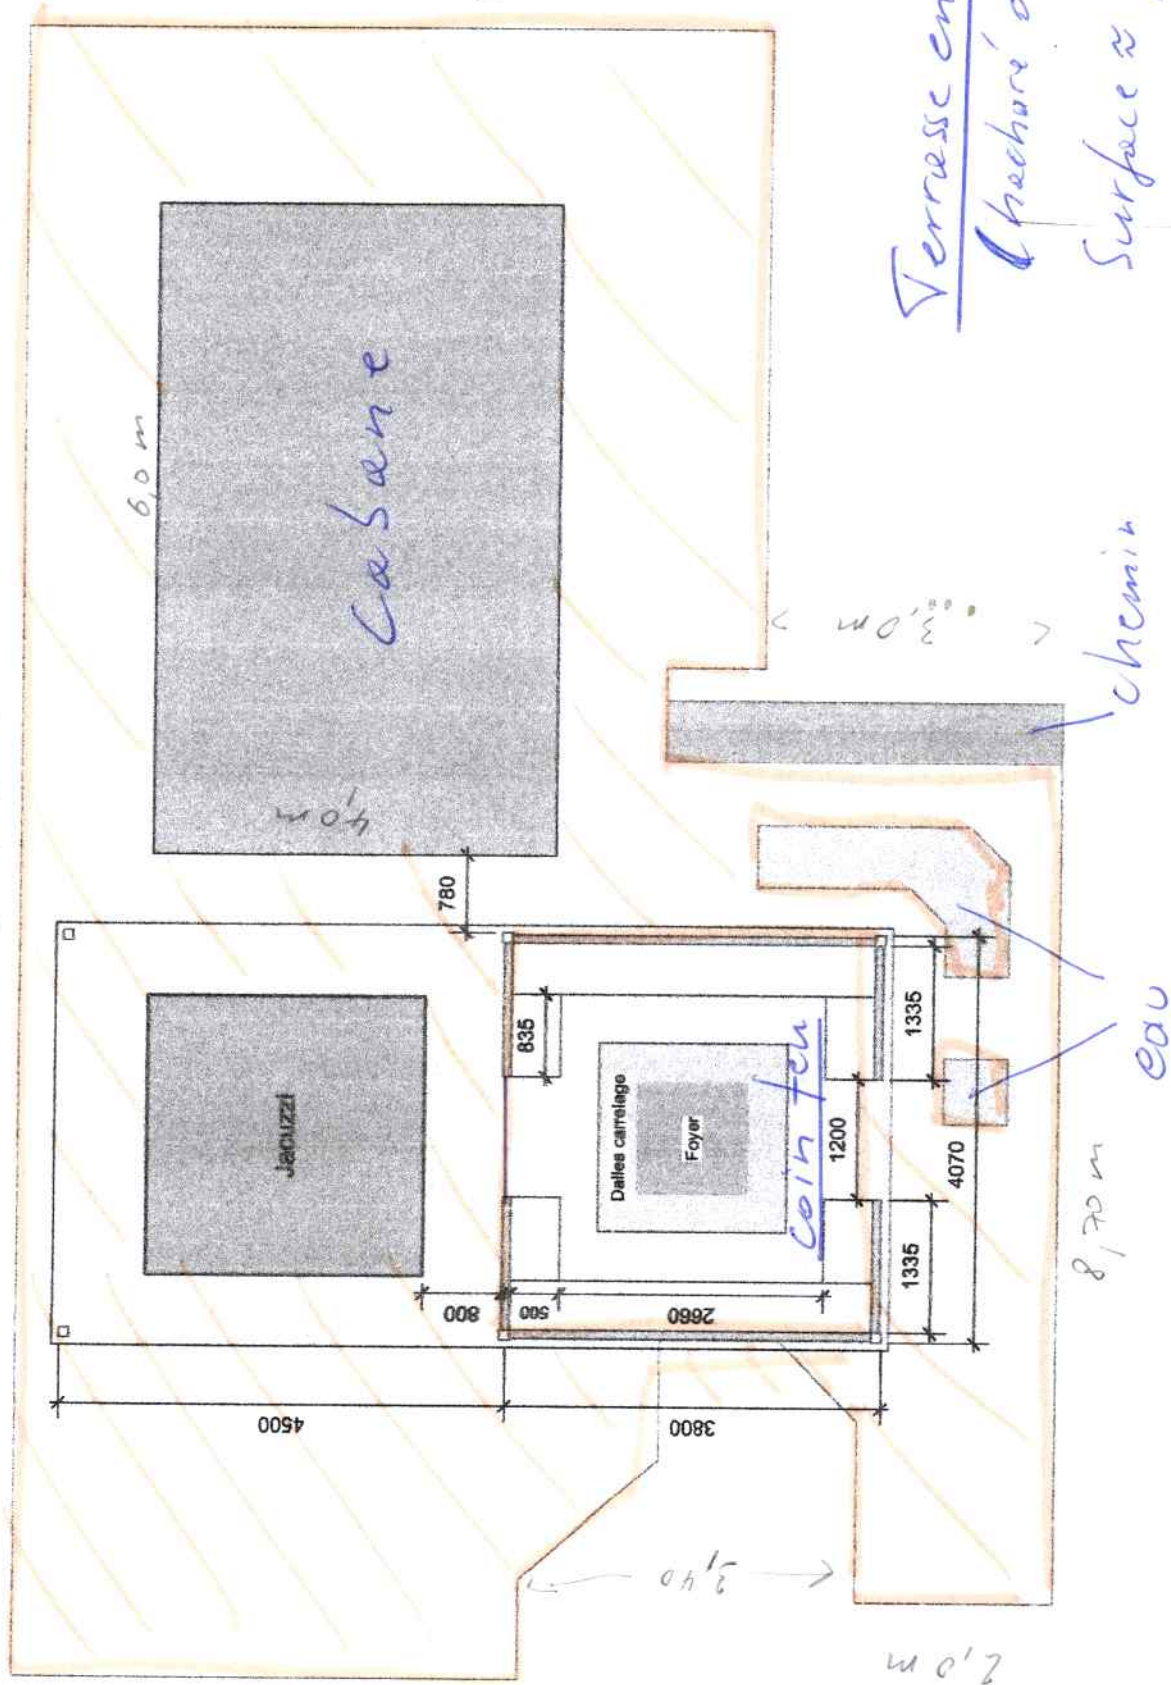 Terrasse en
(hachuré
Surface ≈
6,0 m
Cabane
4,0 m
780
3,0 m
chemin
Jacuzzi
835
Dalles carrelage
Foyer
coin feu
1335
1200
4070
1335
eau
800
500
2660
4500
3800
8,70 m
3,40
2,0 m